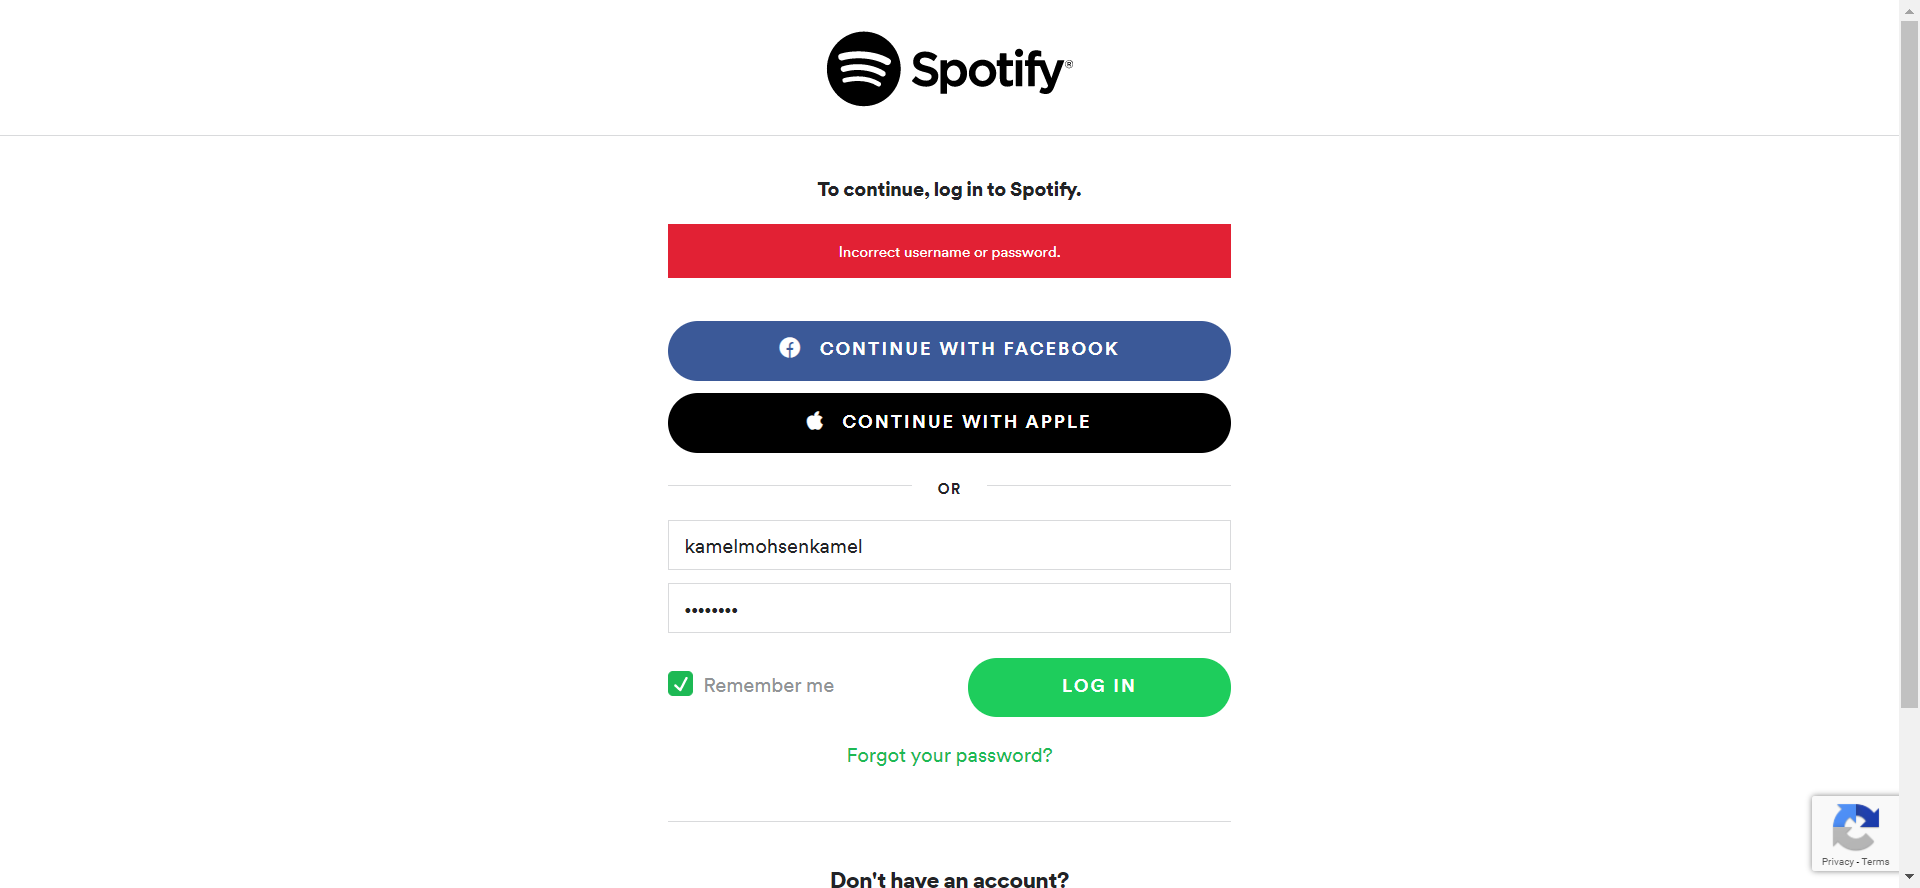 Spotify®
To continue, log in to Spotify.
Incorrect username or password.
CONTINUE WITH FACEBOOK
CONTINUE WITH APPLE
OR
kamelmohsenkamel
••••••••
Remember me
LOG IN
Forgot your password?
Privacy - Terms
Don't have an account?